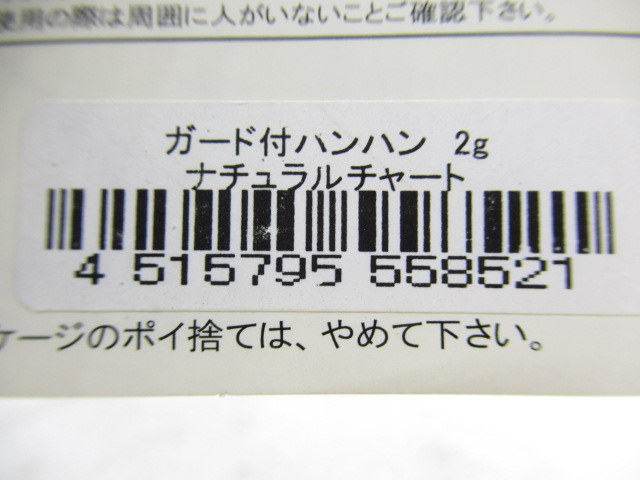 使用の際は周囲に人がいないことご確認下さい。
ガード付ハンハン 2g
ナチュラルチャート
4 515795 558521
ケージのポイ捨ては、やめて下さい。